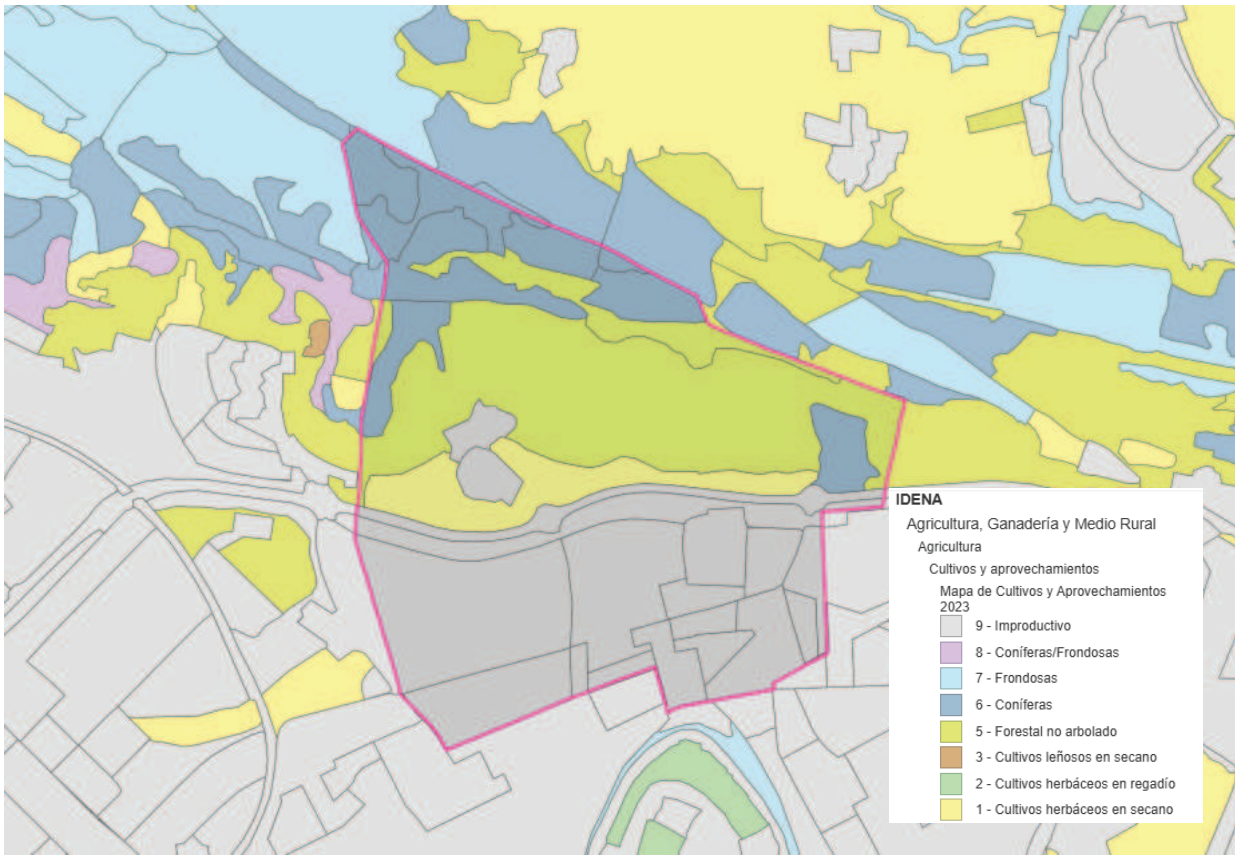 IDENA
Agricultura, Ganadería y Medio Rural
Agricultura
Cultivos y aprovechamientos
Mapa de Cultivos y Aprovechamientos
2023
9 - Improductivo
8 - Coníferas/Frondosas
7 - Frondosas
6 - Coníferas
5 - Forestal no arbolado
3 - Cultivos leñosos en secano
2 - Cultivos herbáceos en regadío
1 - Cultivos herbáceos en secano